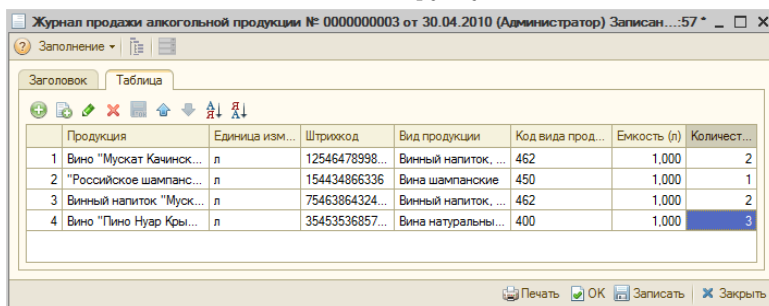 Журнал продажи алкогольной продукции № 0000000003 от 30.04.2010 (Администратор) Записан...:57 *
Заполнение
Заголовок Таблица
Продукция Единица изм... Штрихкод Вид продукции Код вида прод... Емкость (л) Количест...
1 Вино "Мускат Качинск... л 12546478998... Винный напиток, ... 462 1,000 2
2 "Российское шампанс... л 154434866336 Вина шампанские 450 1,000 1
3 Винный напиток "Муск... л 75463864324... Винный напиток, ... 462 1,000 2
4 Вино "Пино Нуар Кры... л 35453536857... Вина натуральны... 400 1,000 3
Печать ОК Записать Закрыть